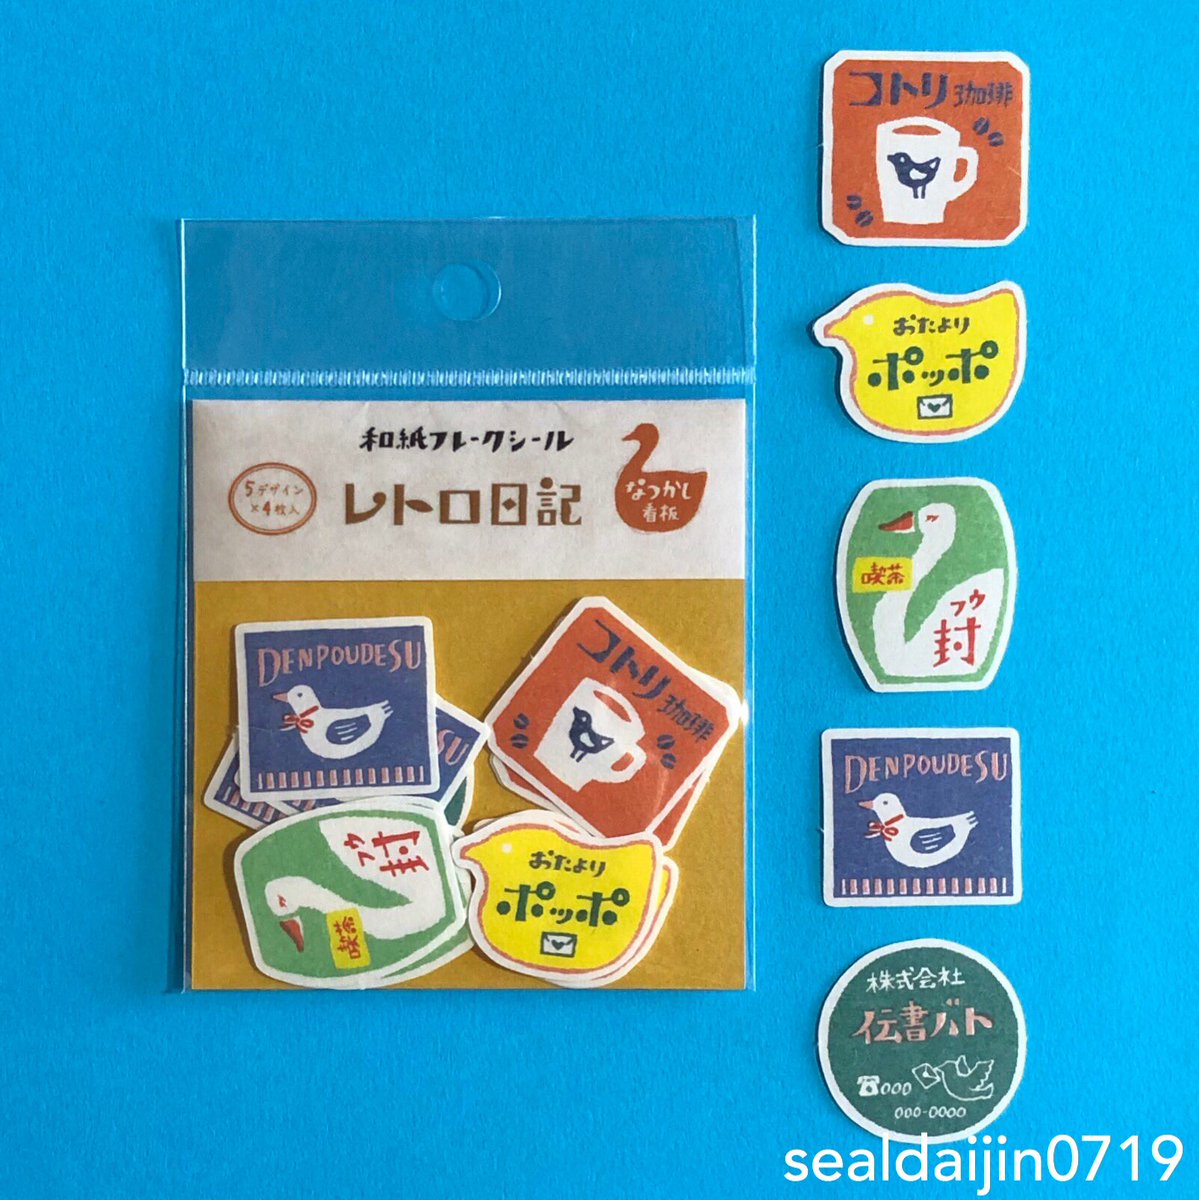 和紙フレークシール
5デザイン
×4枚入
レトロ日記
なつかし
看板
DENPOUDESU
SU
コトリ珈琲
フウ
封
喫茶
おたより
ポッポ
コトリ珈琲
おたより
ポッポ
喫茶
フウ
封
DENPOUDESU
株式会社
伝書バト
☎000
000-0000
sealdaijin0719